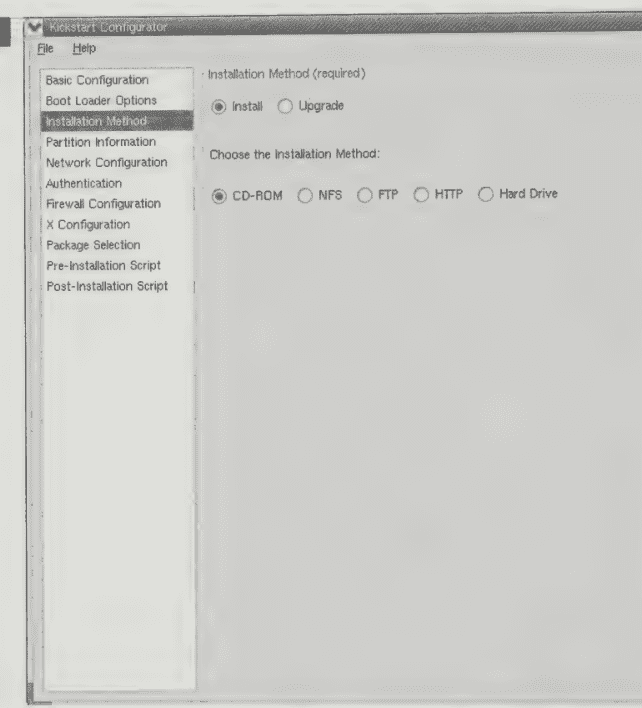 Kickstart Configurator
File Help
Basic Configuration
Boot Loader Options
Installation Method
Partition Information
Network Configuration
Authentication
Firewall Configuration
X Configuration
Package Selection
Pre-Installation Script
Post-Installation Script
Installation Method (required)
Install Upgrade
Choose the Installation Method:
CD-ROM NFS FTP HTTP Hard Drive